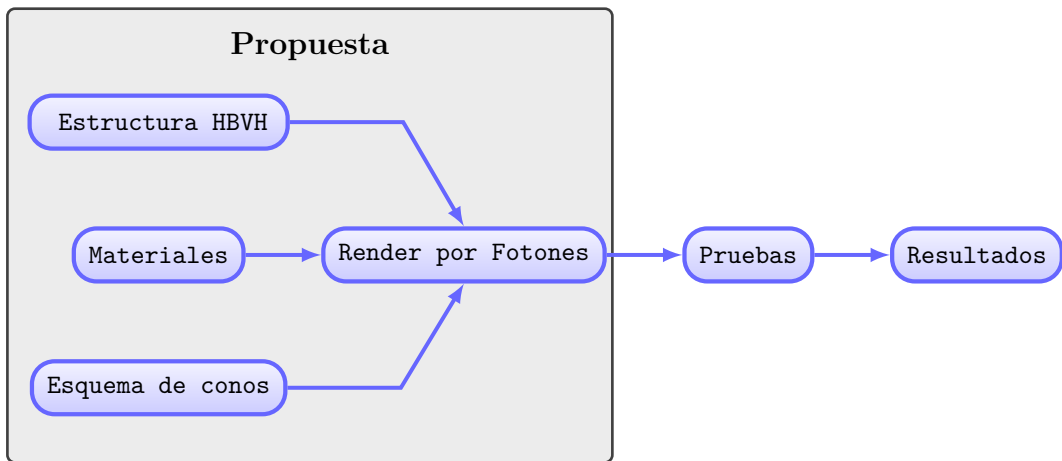 Propuesta
Estructura HBVH
Materiales
Render por Fotones
Pruebas
Resultados
Esquema de conos